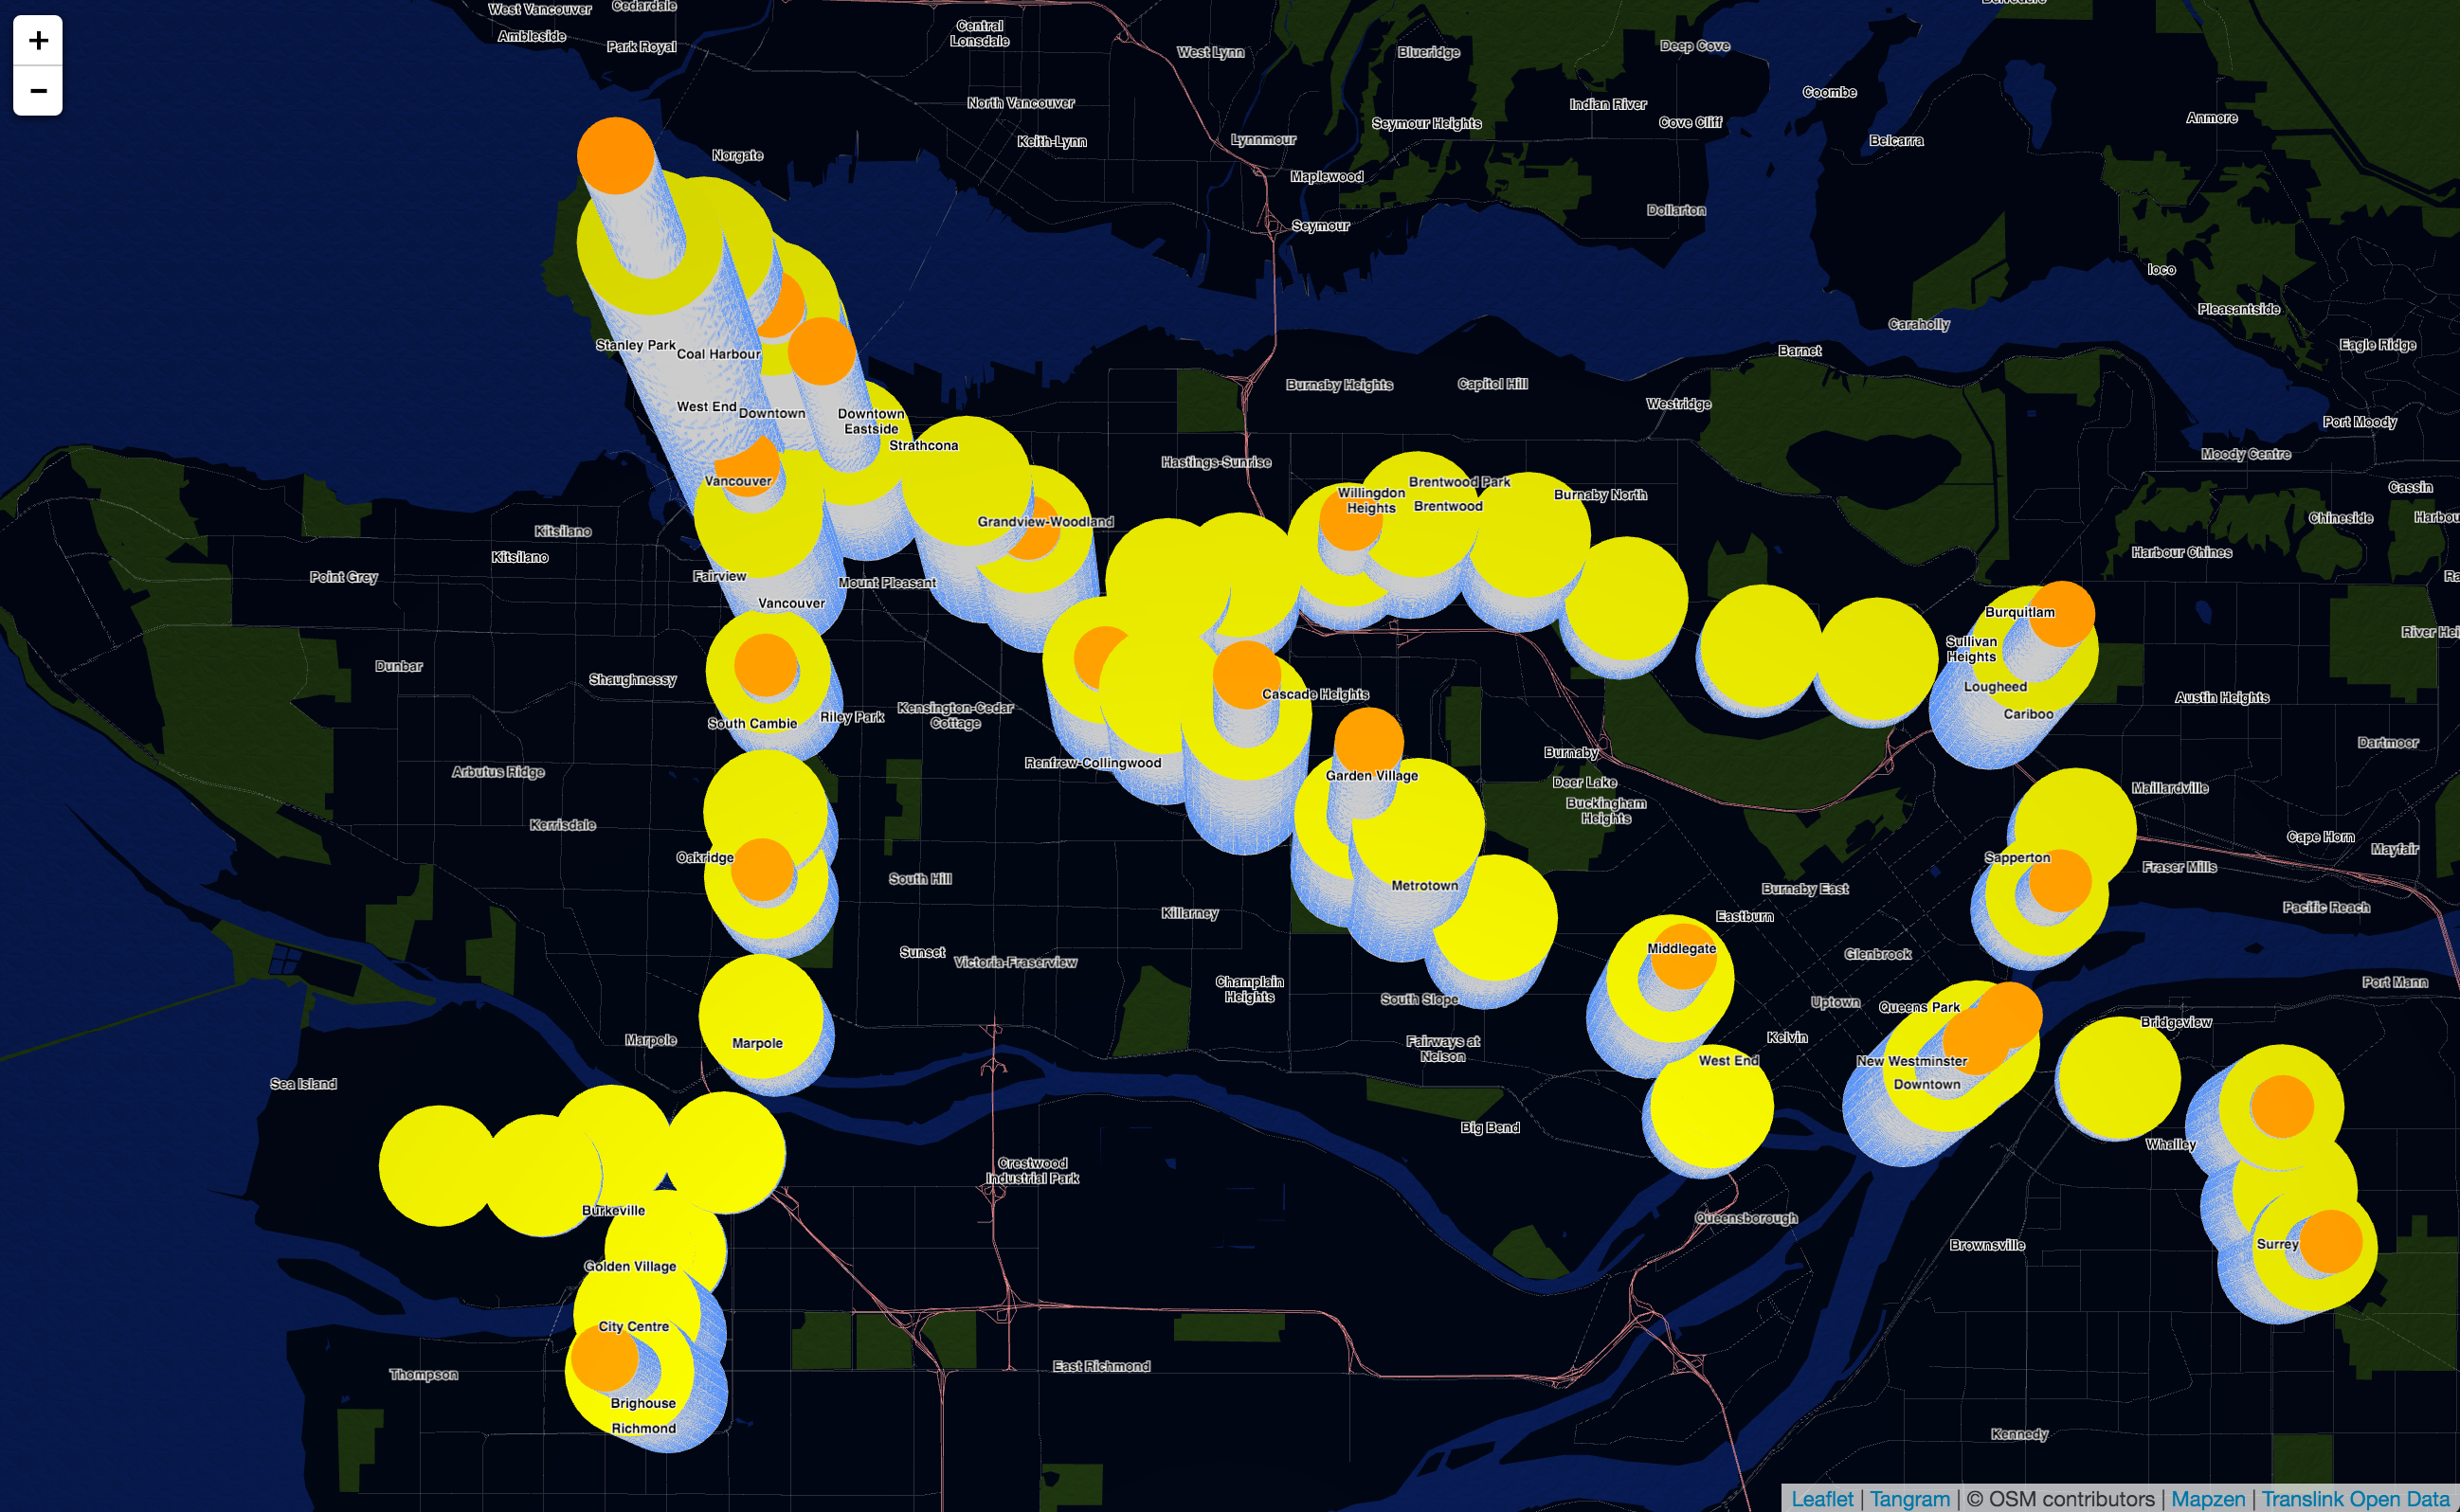 +
−
West Vancouver
Cedardale
Ambleside
Park Royal
Central
Lonsdale
West Lynn
Blueridge
Deep Cove
Belvedere
Coombe
North Vancouver
Keith-Lynn
Lynnmour
Seymour Heights
Indian River
Cove Cliff
Belcarra
Anmore
Norgate
Maplewood
Seymour
Dollarton
Ioco
Pleasantside
Stanley Park
Coal Harbour
Caraholly
Barnet
Eagle Ridge
Burnaby Heights
Capitol Hill
Westridge
West End
Downtown
Downtown
Eastside
Strathcona
Port Moody
Moody Centre
Hastings-Sunrise
Vancouver
Brentwood Park
Willingdon
Heights
Brentwood
Burnaby North
Cassin
Chineside
Kitsilano
Kitsilano
Grandview-Woodland
Harbour Chines
Point Grey
Fairview
Mount Pleasant
Vancouver
Burquitlam
Sullivan
Heights
Dunbar
Shaughnessy
South Cambie
Riley Park
Kensington-Cedar
Cottage
Cascade Heights
Lougheed
Cariboo
Austin Heights
Dartmoor
Arbutus Ridge
Renfrew-Collingwood
Garden Village
Burnaby
Deer Lake
Buckingham
Heights
Maillardville
Kerrisdale
Oakridge
South Hill
Killarney
Metrotown
Burnaby East
Eastburn
Sapperton
Cape Horn
Mayfair
Fraser Mills
Pacific Reach
Sunset
Victoria-Fraserview
Champlain
Heights
South Slope
Middlegate
Glenbrook
Port Mann
Uptown
Queens Park
Bridgeview
Marpole
Marpole
Fairways at
Nelson
Kelvin
West End
New Westminster
Downtown
Sea Island
Big Bend
Whalley
Crestwood
Industrial Park
Burkeville
Queensborough
Brownsville
Surrey
Golden Village
City Centre
Thompson
East Richmond
Brighouse
Richmond
Kennedy
Leaflet | Tangram | © OSM contributors | Mapzen | Translink Open Data